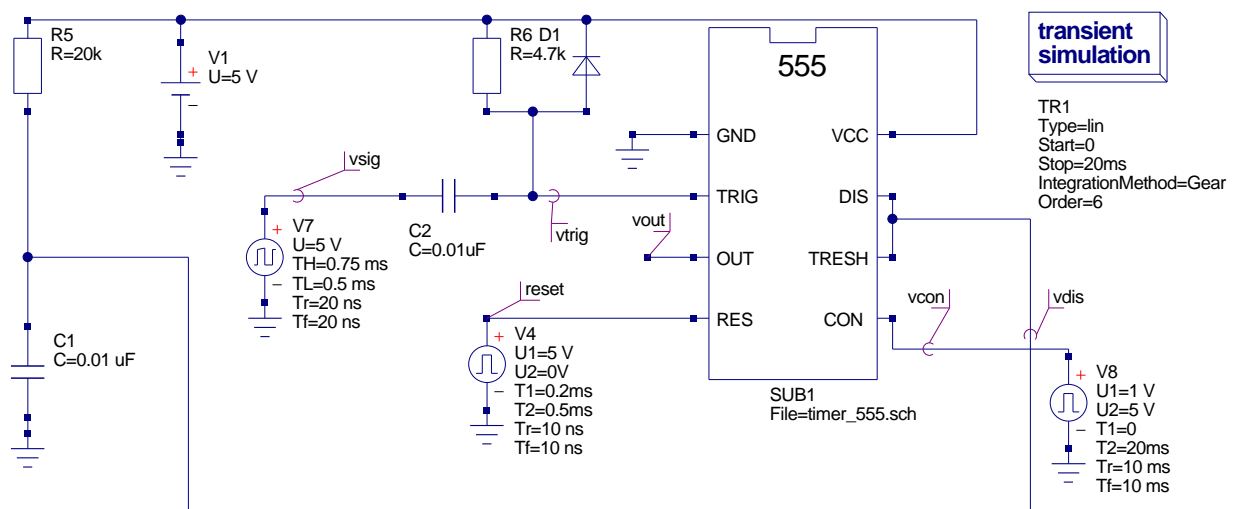 R5
R=20k
V1
U=5 V
R6 D1
R=4.7k
555
transient
simulation
TR1
Type=lin
Start=0
Stop=20ms
IntegrationMethod=Gear
Order=6
GND
VCC
vsig
TRIG
DIS
C2
C=0.01uF
vtrig
vout
V7
U=5 V
TH=0.75 ms
TL=0.5 ms
Tr=20 ns
Tf=20 ns
OUT
TRESH
reset
vcon
vdis
RES
CON
C1
C=0.01 uF
V4
U1=5 V
U2=0V
T1=0.2ms
T2=0.5ms
Tr=10 ns
Tf=10 ns
SUB1
File=timer_555.sch
V8
U1=1 V
U2=5 V
T1=0
T2=20ms
Tr=10 ms
Tf=10 ms